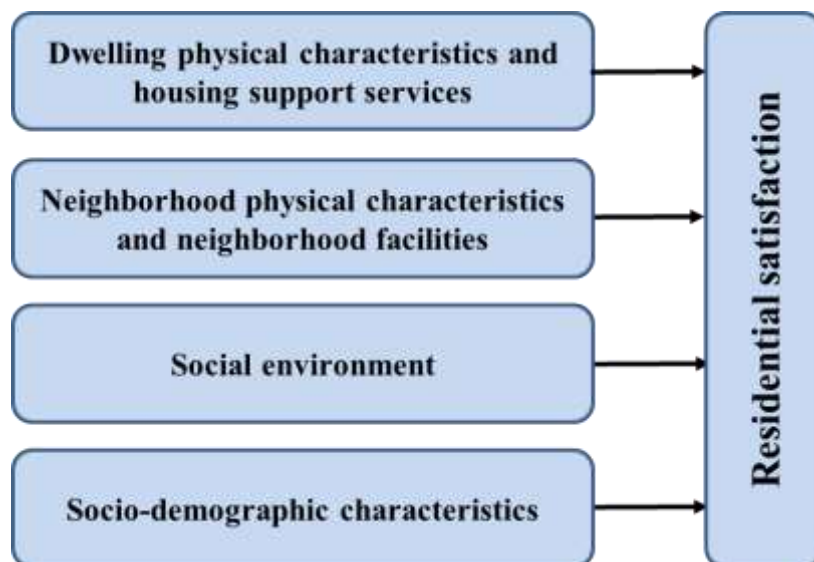 Dwelling physical characteristics and
housing support services
Neighborhood physical characteristics
and neighborhood facilities
Social environment
Socio-demographic characteristics
Residential satisfaction